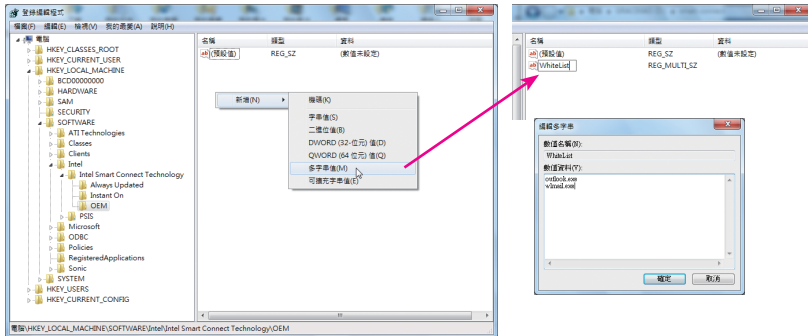 登錄編輯程式
檔案(F) 編輯(E) 檢視(V) 我的最愛(A) 說明(H)
電腦
HKEY_CLASSES_ROOT
HKEY_CURRENT_USER
HKEY_LOCAL_MACHINE
BCD00000000
HARDWARE
SAM
SECURITY
SOFTWARE
ATI Technologies
Classes
Clients
Intel
Intel Smart Connect Technology
Always Updated
Instant On
OEM
PSIS
Microsoft
ODBC
Policies
RegisteredApplications
Sonic
SYSTEM
HKEY_USERS
HKEY_CURRENT_CONFIG
名稱 類型 資料
(預設值) REG_SZ (數值未設定)
新增(N)
機碼(K)
字串值(S)
二進位值(B)
DWORD (32-位元) 值(D)
QWORD (64 位元) 值(Q)
多字串值(M)
可擴充字串值(E)
電腦\HKEY_LOCAL_MACHINE\SOFTWARE\Intel\Intel Smart Connect Technology\OEM
名稱 類型 資料
(預設值) REG_SZ (數值未設定)
WhiteList REG_MULTI_SZ
編輯多字串
數值名稱(N):
WhiteList
數值資料(V):
outlook.exe
wlmail.exe
確定 取消